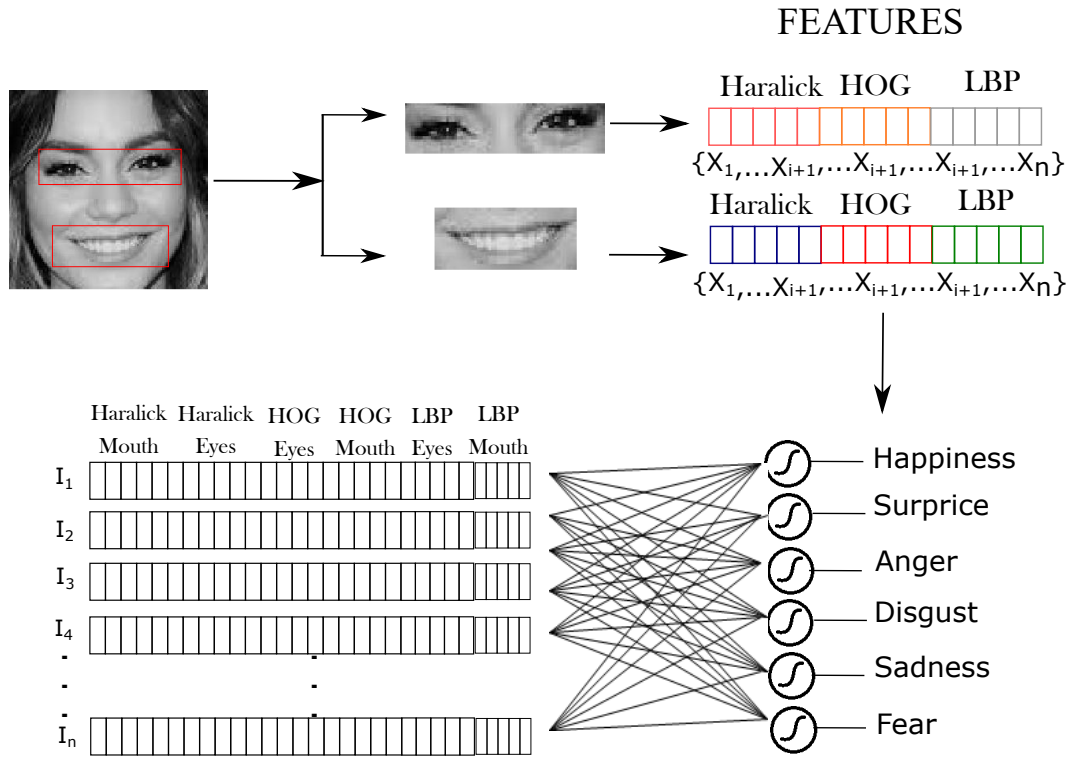 FEATURES
Haralick HOG LBP
{X1,...Xi+1,...Xi+1,...Xi+1,...Xn}
Haralick HOG LBP
{X1,...Xi+1,...Xi+1,...Xi+1,...Xn}
Haralick Haralick HOG HOG LBP LBP
Mouth Eyes Eyes Mouth Eyes Mouth
I1
I2
I3
I4
In
Happiness
Surprice
Anger
Disgust
Sadness
Fear